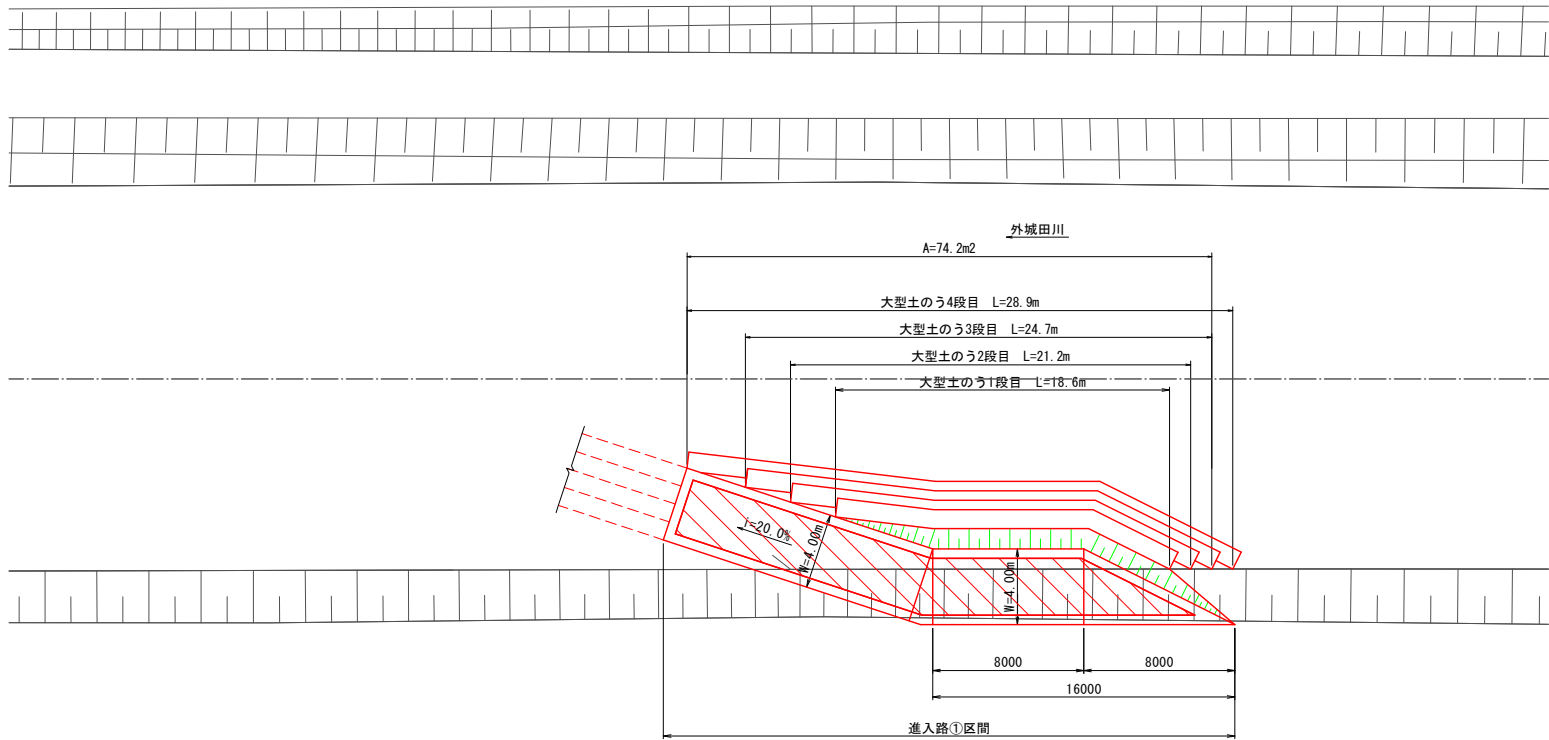 外城田川
A=74.2m2
大型土のう4段目 L=28.9m
大型土のう3段目 L=24.7m
大型土のう2段目 L=21.2m
大型土のう1段目 L=18.6m
i=20.0%
W=4.00m
W=4.00m
8000
8000
16000
進入路①区間